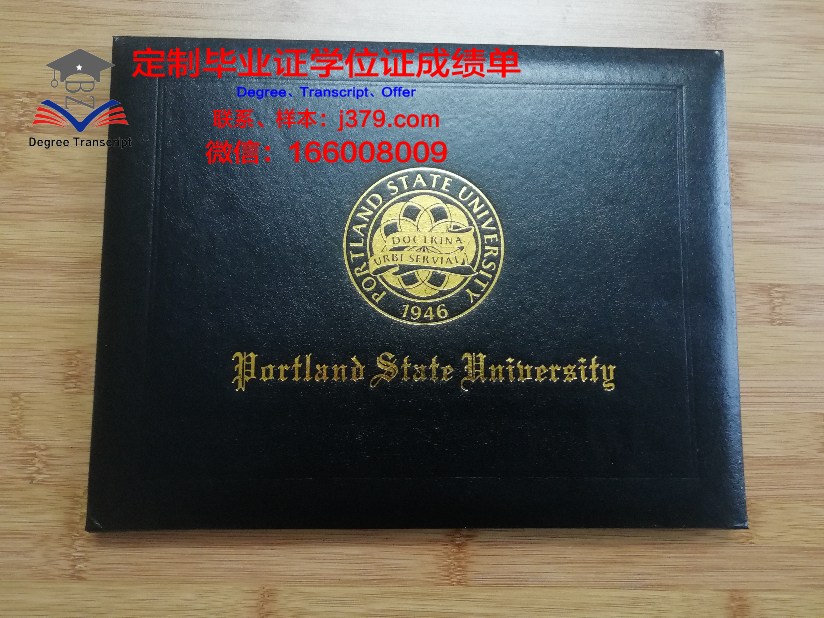 定制毕业证学位证成绩单
Degree、Transcript、Offer
联系、样本：j379.com
微信：166008009
Degree Transcript
PORTLAND STATE UNIVERSITY
DOCTRINA
URBI SERVIAT
1946
Portland State University